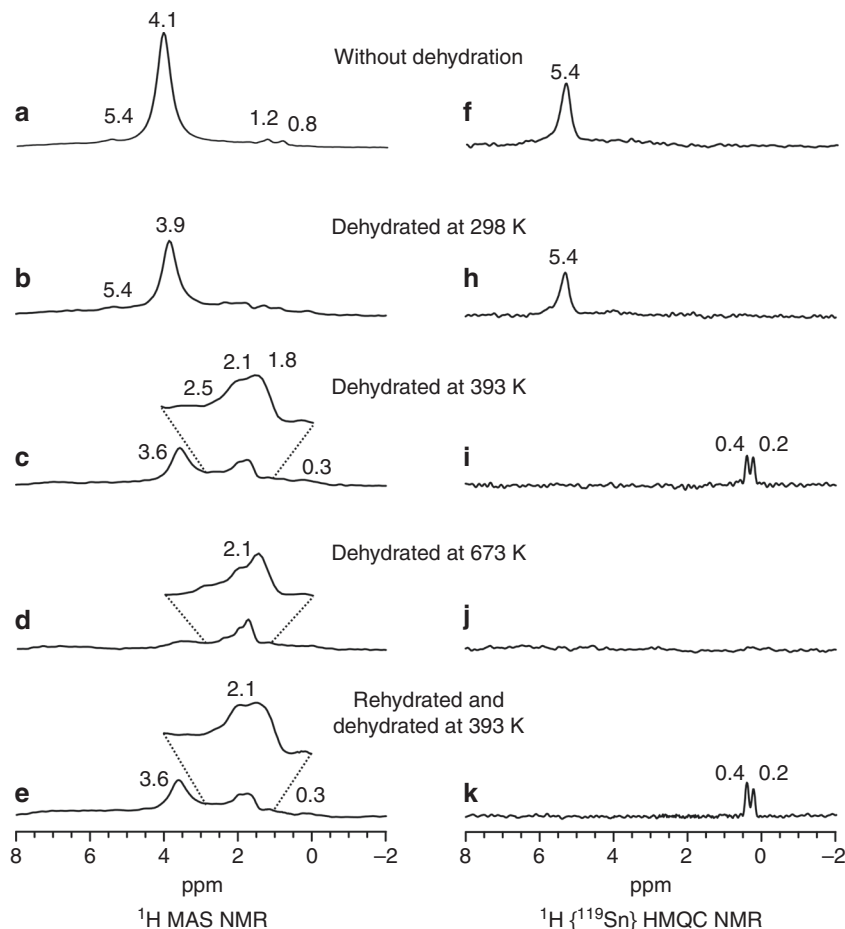 4.1
Without dehydration
5.4
a
5.4
1.2
0.8
f
3.9
Dehydrated at 298 K
5.4
b
5.4
h
2.1
1.8
2.5
Dehydrated at 393 K
c
3.6
0.3
i
0.4
0.2
2.1
Dehydrated at 673 K
d
j
2.1
Rehydrated and
dehydrated at 393 K
e
3.6
0.3
k
0.4
0.2
8 6 4 2 0 −2
8 6 4 2 0 −2
ppm
ppm
¹H MAS NMR
¹H {¹¹⁹Sn} HMQC NMR